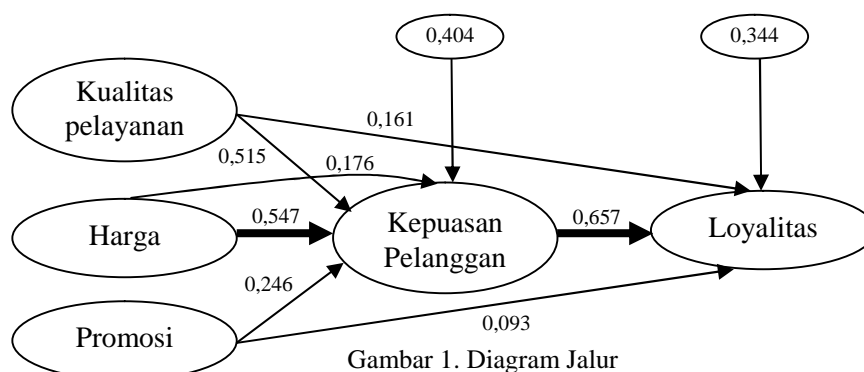 0,404
0,344
Kualitas
pelayanan
0,161
0,515
0,176
Harga
0,547
Kepuasan
Pelanggan
0,657
Loyalitas
0,246
Promosi
0,093
Gambar 1. Diagram Jalur